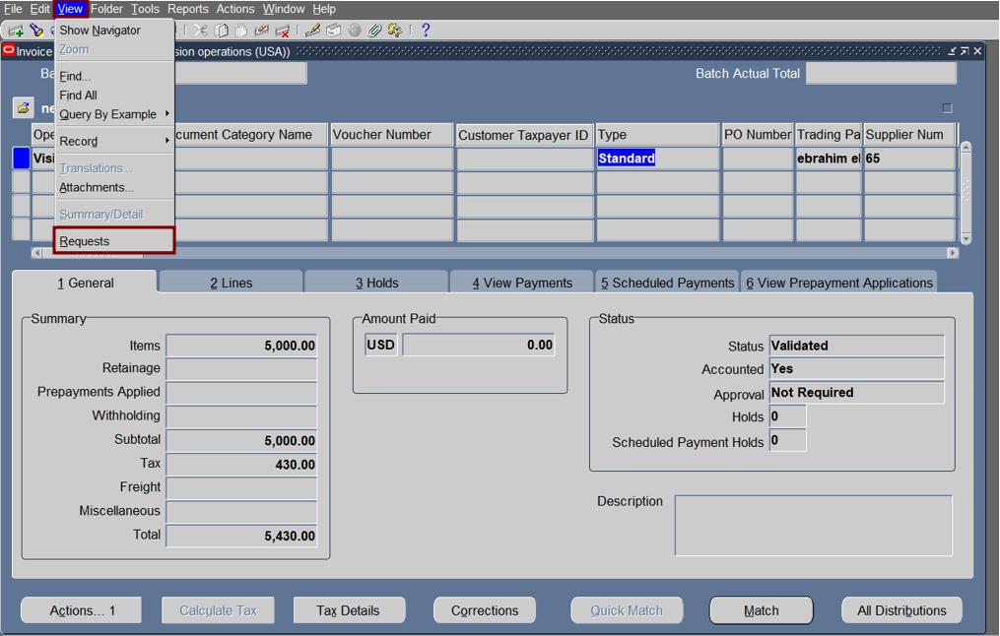 File Edit View Folder Tools Reports Actions Window Help
Invoice sion operations (USA))
Show Navigator
Zoom
Find...
Find All
Query By Example
Record
Translations...
Attachments...
Summary/Detail
Requests
Ba Batch Actual Total
ne
Ope cument Category Name Voucher Number Customer Taxpayer ID Type PO Number Trading Pa Supplier Num
Visi Standard ebrahim el 65
1 General 2 Lines 3 Holds 4 View Payments 5 Scheduled Payments 6 View Prepayment Applications
Summary
Items 5,000.00
Retainage
Prepayments Applied
Withholding
Subtotal 5,000.00
Tax 430.00
Freight
Miscellaneous
Total 5,430.00
Amount Paid
USD 0.00
Status
Status Validated
Accounted Yes
Approval Not Required
Holds 0
Scheduled Payment Holds 0
Description
Actions... 1 Calculate Tax Tax Details Corrections Quick Match Match All Distributions